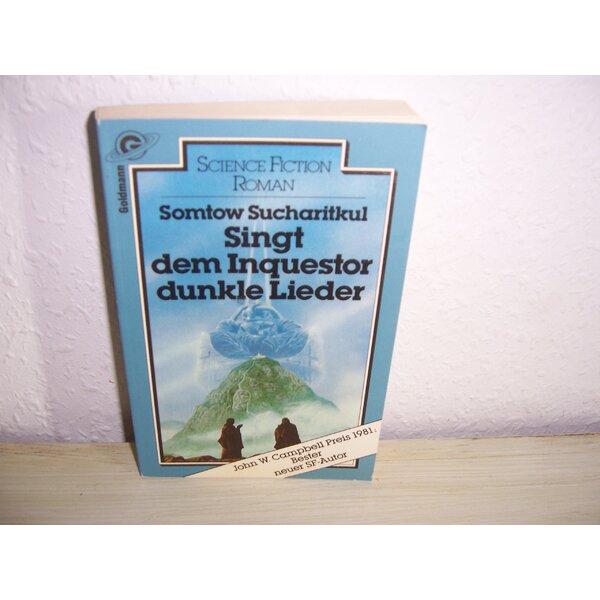 Goldmann
G
SCIENCE FICTION
ROMAN
Somtow Sucharitkul
Singt
dem Inquestor
dunkle Lieder
John W. Campbell Preis 1981:
Bester
neuer SF-Autor